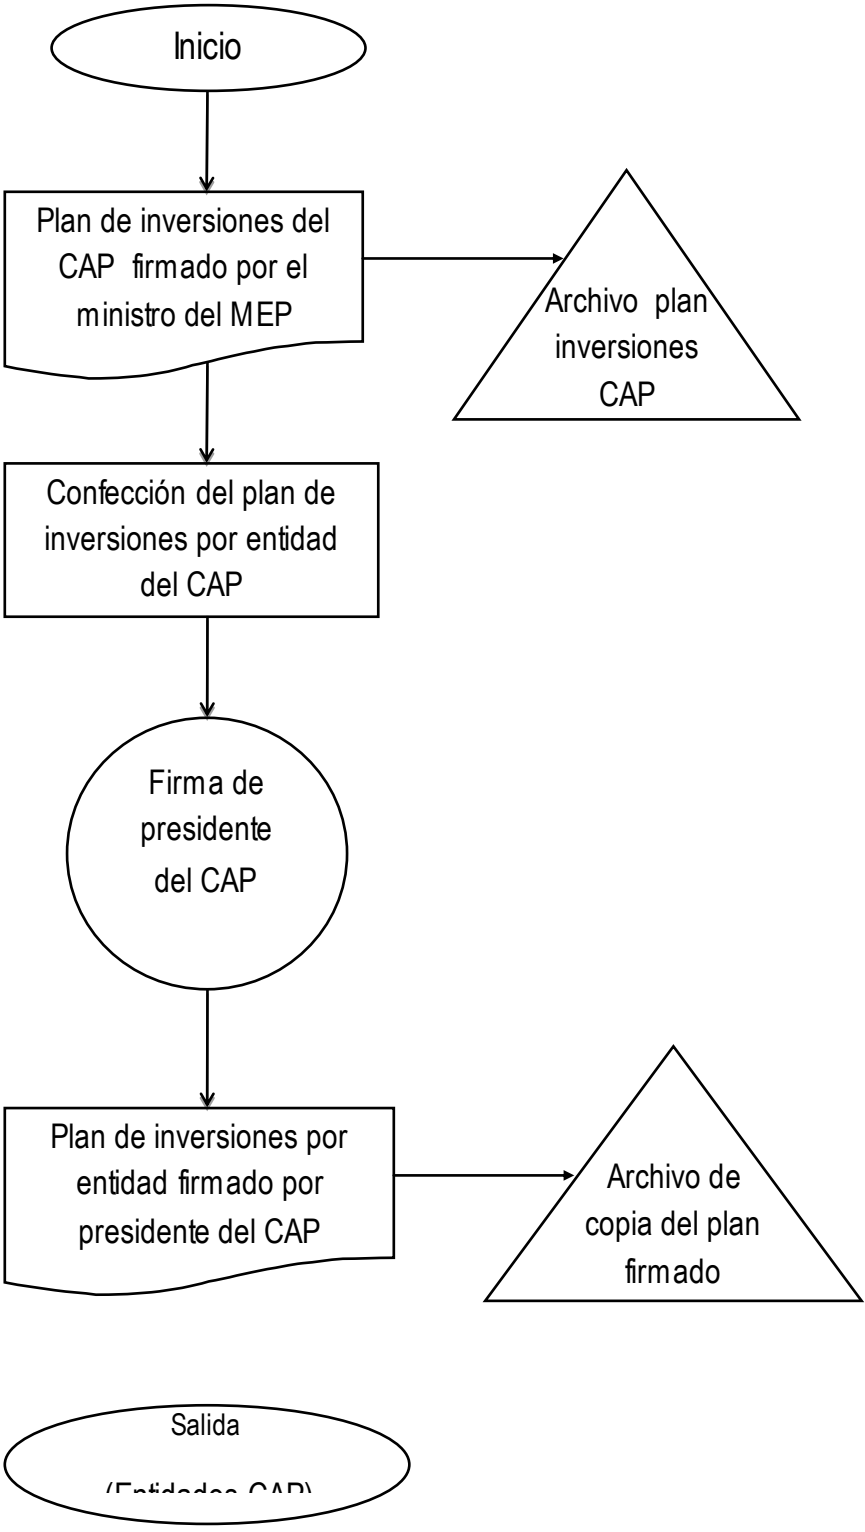 Inicio
Plan de inversiones del
CAP firmado por el
ministro del MEP
Archivo plan
inversiones
CAP
Confección del plan de
inversiones por entidad
del CAP
Firma de
presidente
del CAP
Plan de inversiones por
entidad firmado por
presidente del CAP
Archivo de
copia del plan
firmado
Salida
(Entidades CAP)